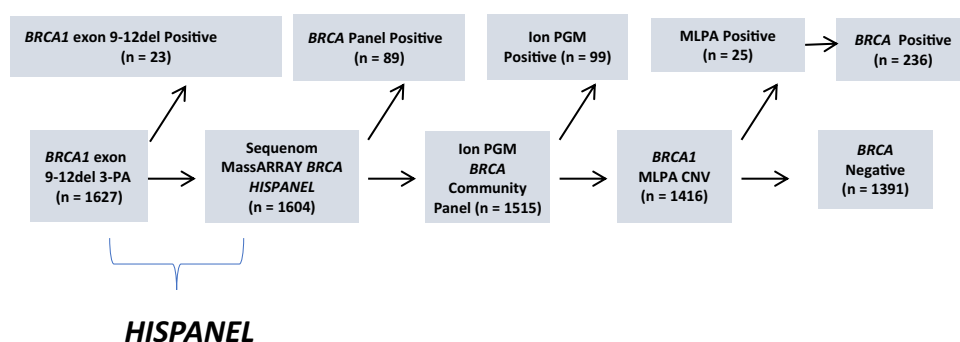 BRCA1 exon 9-12del Positive
(n = 23)
BRCA Panel Positive
(n = 89)
Ion PGM
Positive (n = 99)
MLPA Positive
(n = 25)
BRCA Positive
(n = 236)
BRCA1 exon
9-12del 3-PA
(n = 1627)
Sequenom
MassARRAY BRCA
HISPANEL
(n = 1604)
Ion PGM
BRCA
Community
Panel (n = 1515)
BRCA1
MLPA CNV
(n = 1416)
BRCA
Negative
(n = 1391)
HISPANEL